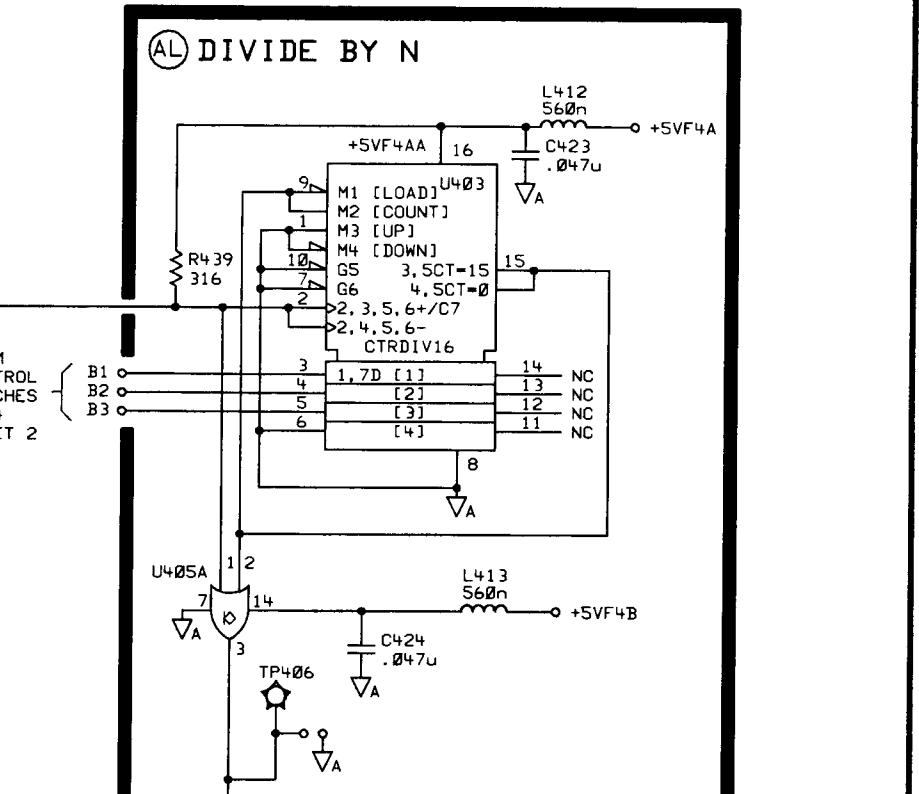 AL DIVIDE BY N
L412
560n
+5VF4A
+5VF4AA
16
C423
.047u
A
U403
9
M1 [LOAD]
M2 [COUNT]
1
M3 [UP]
M4 [DOWN]
10
G5
3,5CT=15
15
7
G6
4,5CT=0
R439
316
2
2,3,5,6+/C7
2,4,5,6-
CTRDIV16
B1
3
1,7D [1]
14
NC
TROL
B2
4
[2]
13
NC
CHES
B3
5
[3]
12
NC
6
[4]
11
NC
ET 2
8
A
1
2
U405A
7
14
A
3
L413
560n
+5VF4B
C424
.047u
A
TP406
A